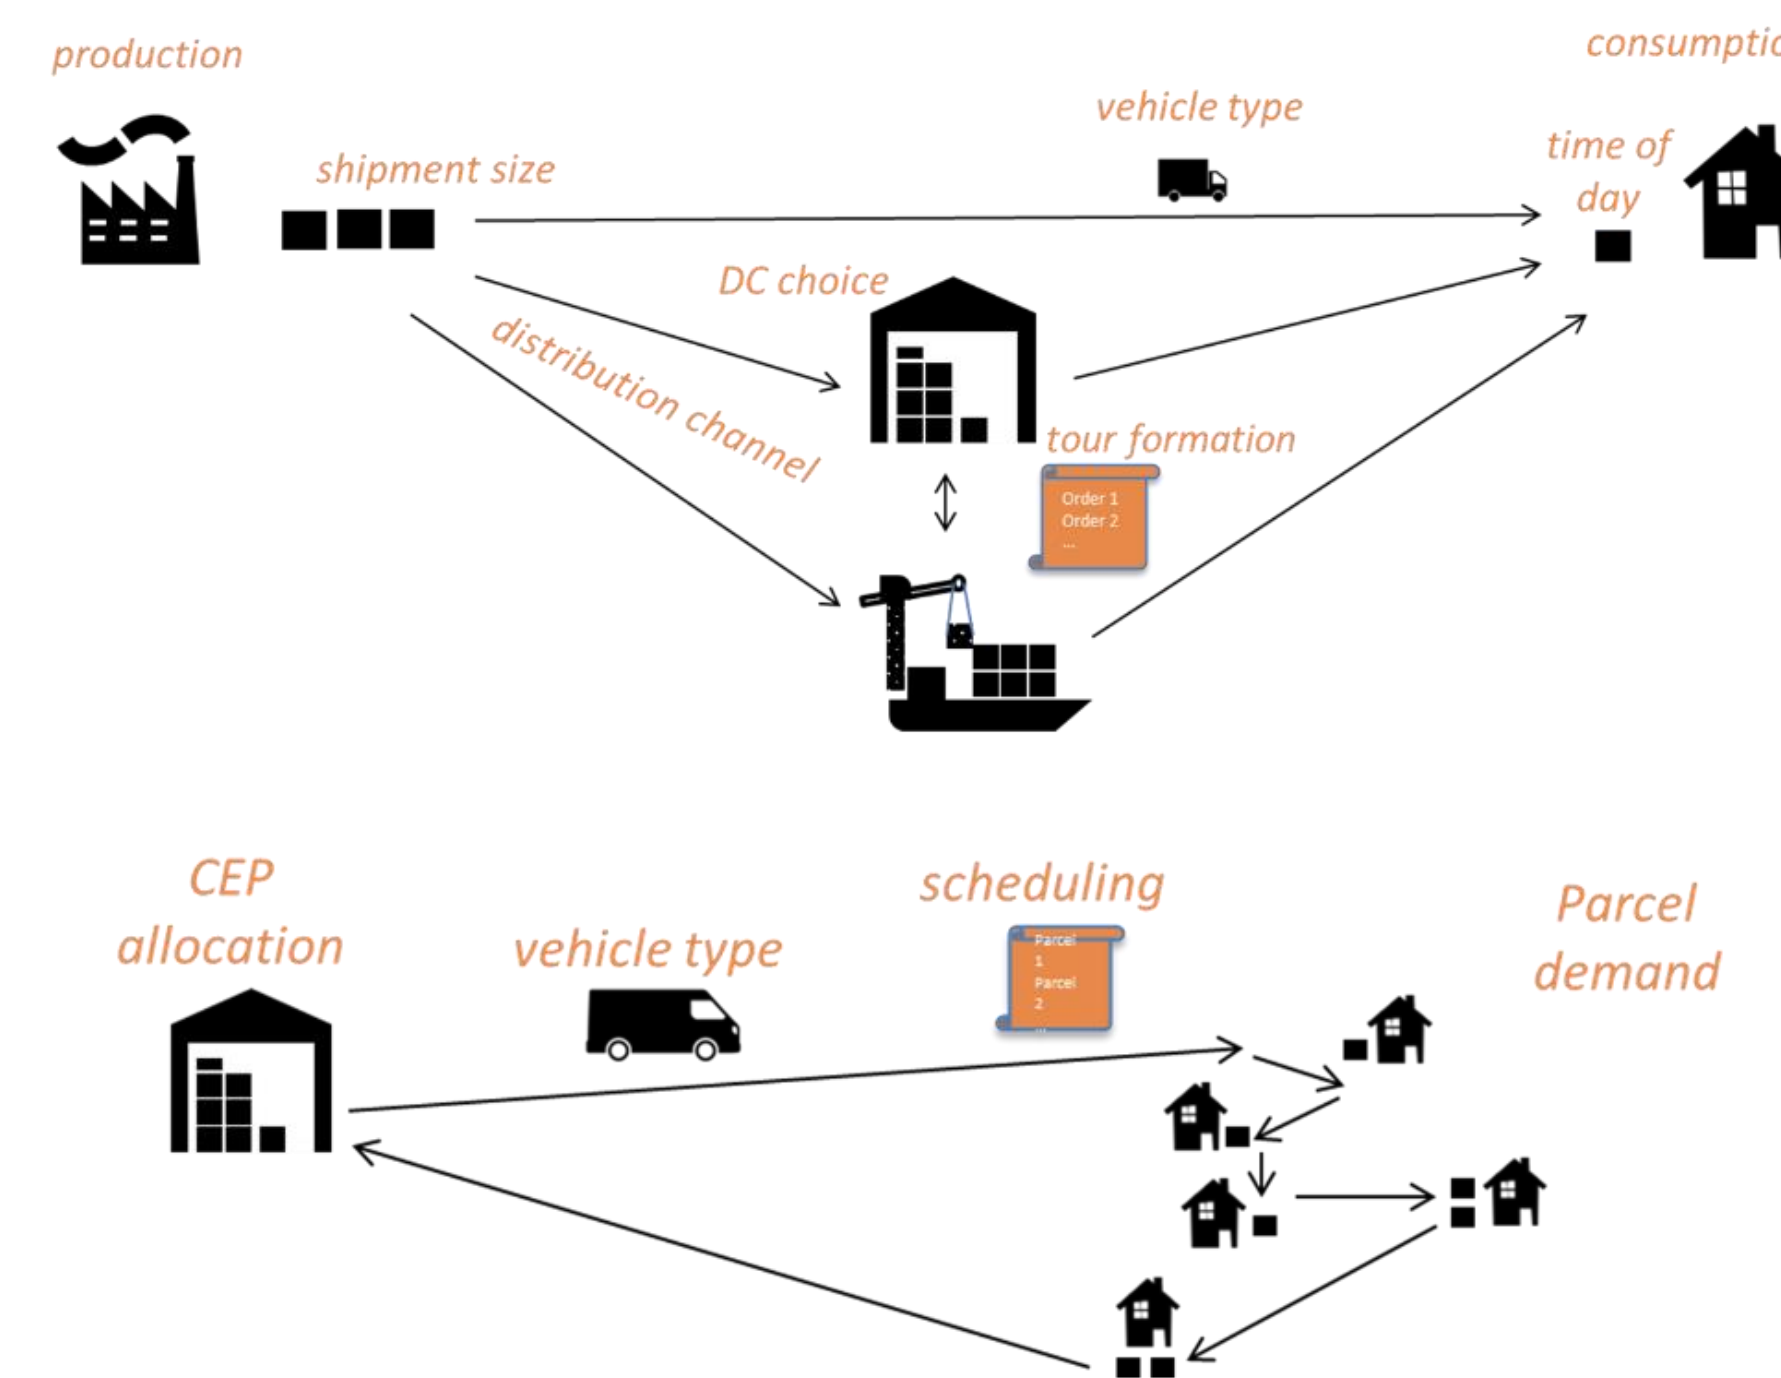 production
consumptio
vehicle type
time of
day
shipment size
DC choice
distribution channel
tour formation
Order 1
Order 2
...
CEP
allocation
vehicle type
scheduling
Parcel
1
Parcel
2
...
Parcel
demand